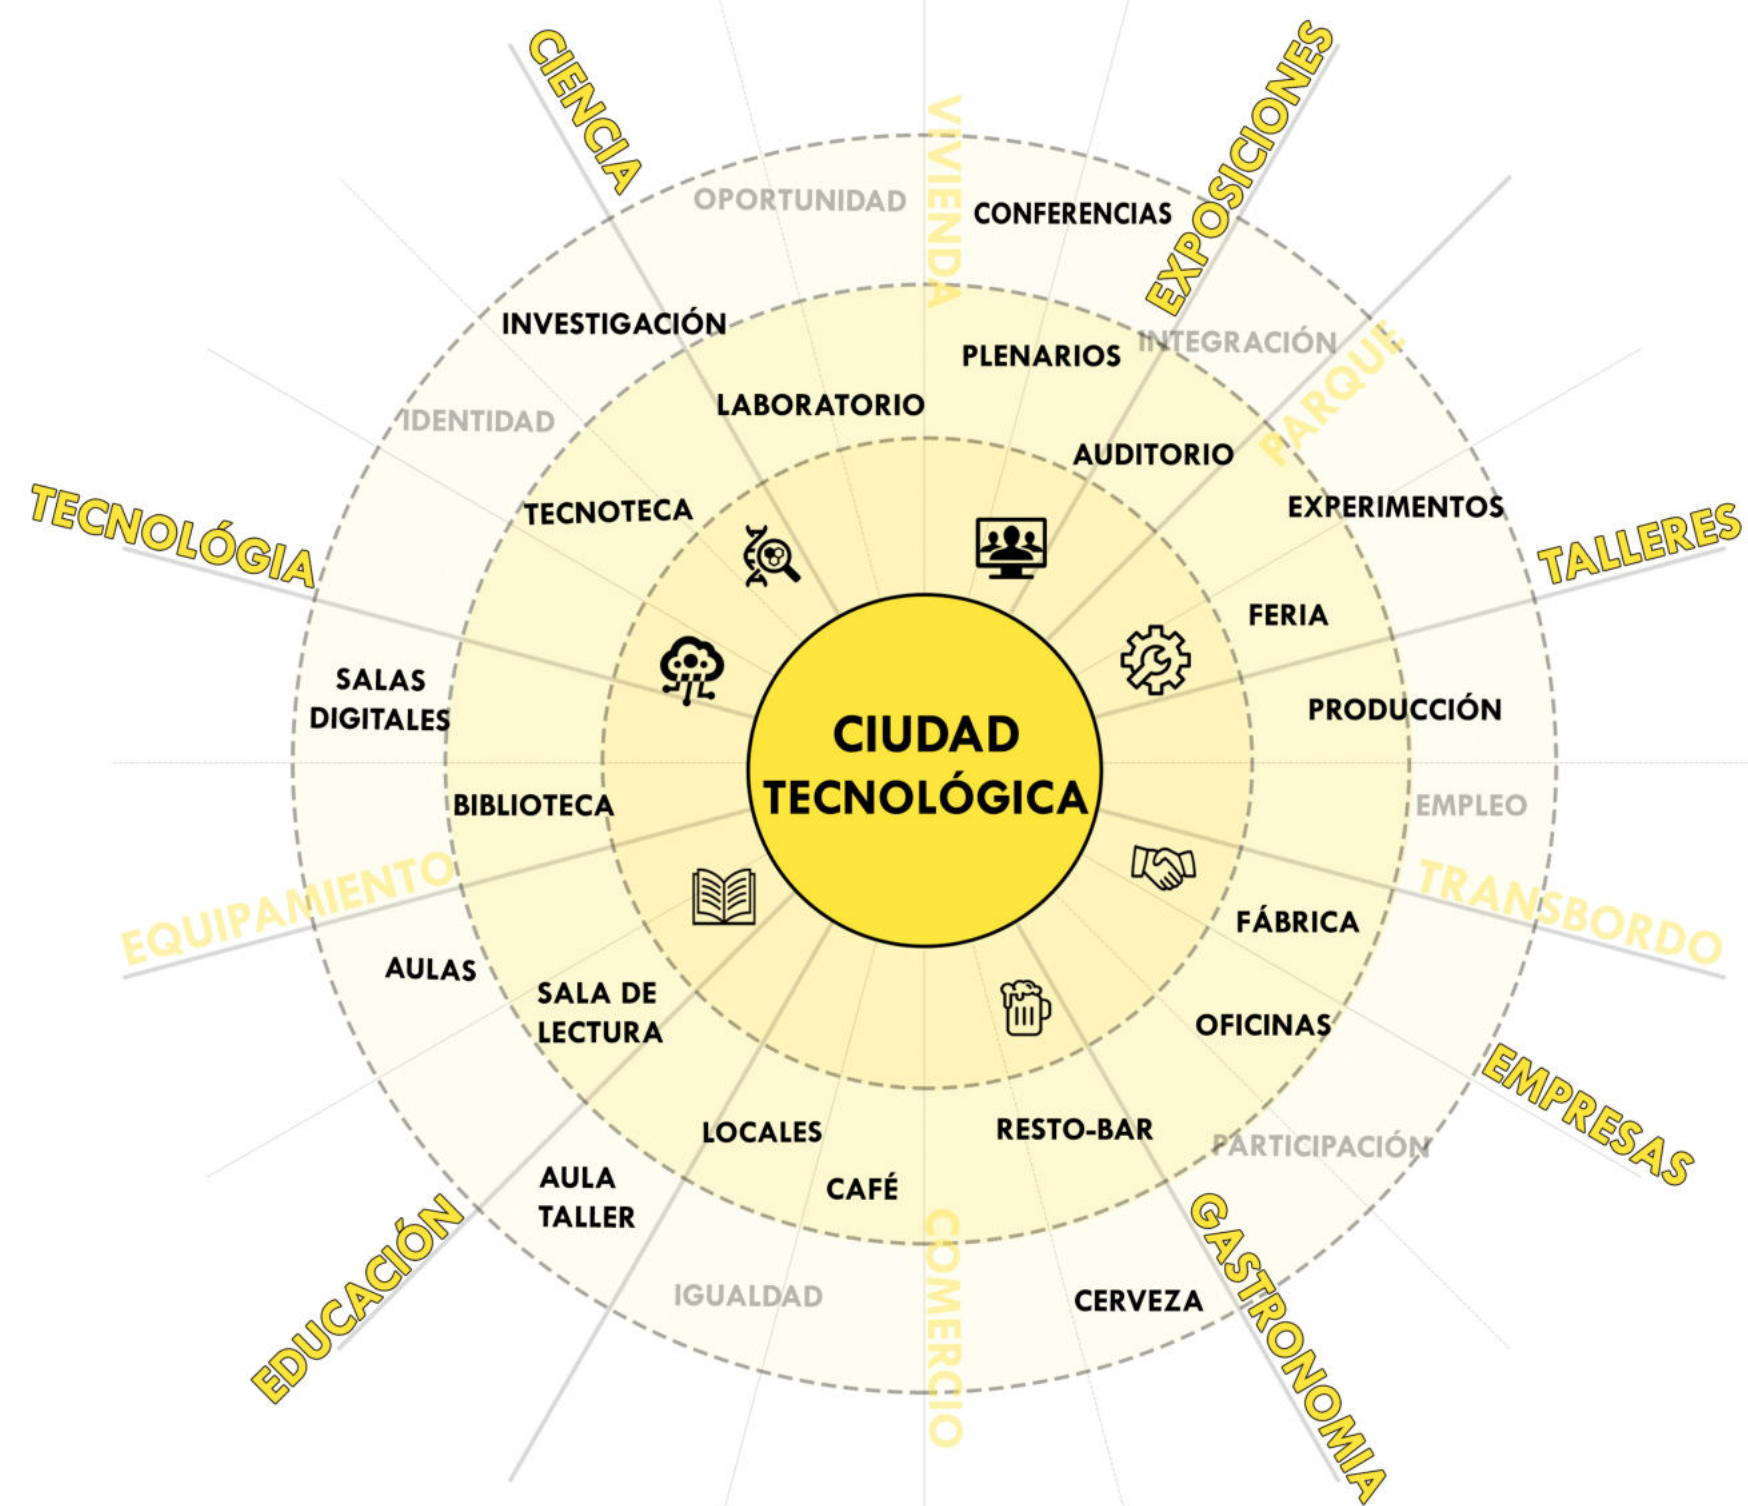 CIENCIA
EXPOSICIONES
VIVIENDA
OPORTUNIDAD
CONFERENCIAS
INVESTIGACIÓN
INTEGRACIÓN
PLENARIOS
PARQUE
LABORATORIO
IDENTIDAD
AUDITORIO
TECNOTECA
EXPERIMENTOS
TECNOLÓGIA
TALLERES
FERIA
SALAS
DIGITALES
PRODUCCIÓN
CIUDAD
TECNOLÓGICA
BIBLIOTECA
EMPLEO
EQUIPAMIENTO
TRANSBORDO
FÁBRICA
AULAS
SALA DE
LECTURA
OFICINAS
EMPRESAS
LOCALES
RESTO-BAR
PARTICIPACIÓN
AULA
TALLER
CAFÉ
EDUCACIÓN
GASTRONOMIA
COMERCIO
IGUALDAD
CERVEZA